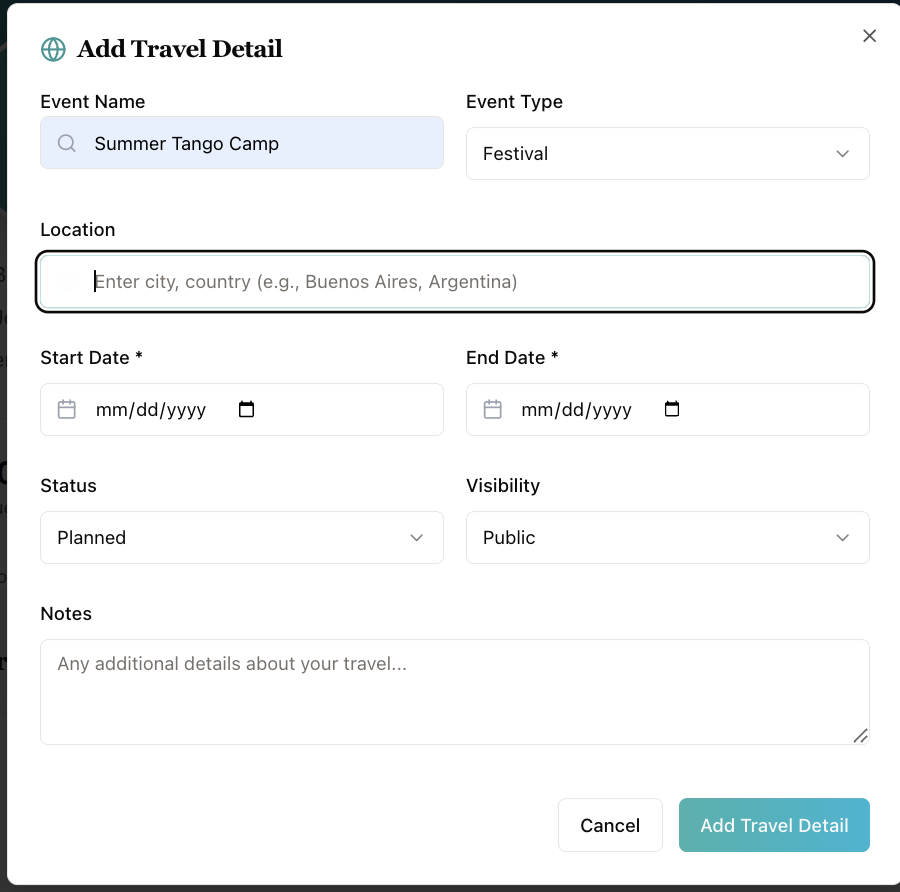 Add Travel Detail
Event Name
Event Type
Summer Tango Camp
Festival
Location
Enter city, country (e.g., Buenos Aires, Argentina)
Start Date *
End Date *
mm/dd/yyyy
mm/dd/yyyy
Status
Visibility
Planned
Public
Notes
Any additional details about your travel...
Cancel
Add Travel Detail